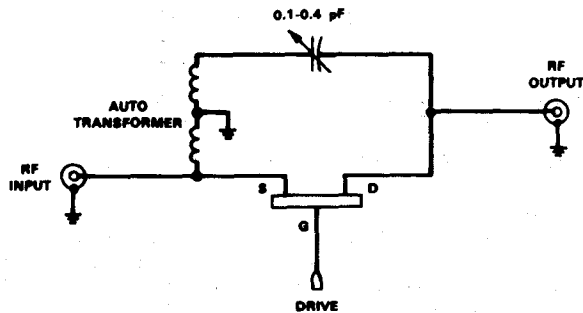 0.1-0.4 pF
RF
OUTPUT
AUTO
TRANSFORMER
RF
INPUT
S
D
G
DRIVE